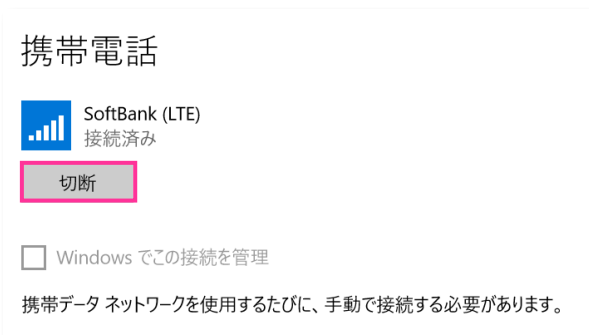 携帯電話
SoftBank (LTE)
接続済み
切断
Windows でこの接続を管理
携帯データ ネットワークを使用するたびに、手動で接続する必要があります。